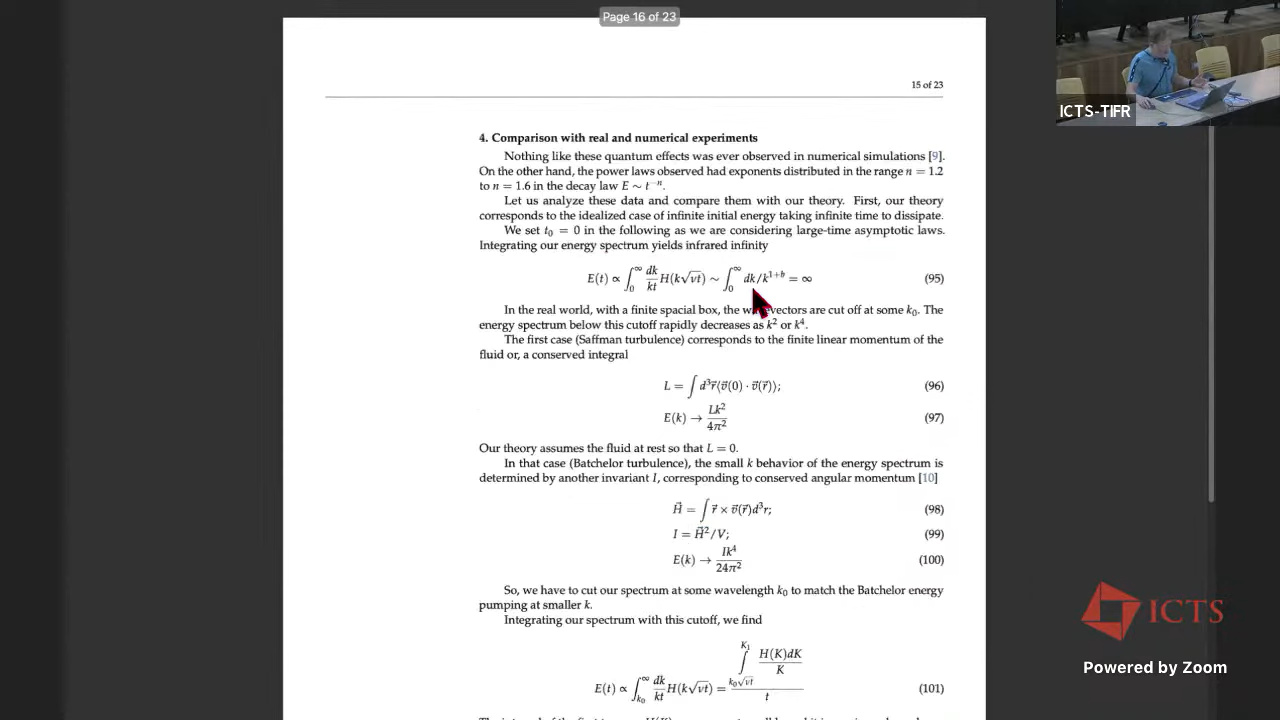 Page 16 of 23
15 of 23
4. Comparison with real and numerical experiments
Nothing like these quantum effects was ever observed in numerical simulations [9].
On the other hand, the power laws observed had exponents distributed in the range n = 1.2
to n = 1.6 in the decay law E ∼ t⁻ⁿ.
Let us analyze these data and compare them with our theory. First, our theory
corresponds to the idealized case of infinite initial energy taking infinite time to dissipate.
We set t₀ = 0 in the following as we are considering large-time asymptotic laws.
Integrating our energy spectrum yields infrared infinity
E(t) ∝ ∫₀^∞ dk/kt H(k√νt) ∼ ∫₀^∞ dk/k^{1+b} = ∞ (95)
In the real world, with a finite spacial box, the vectors are cut off at some k₀. The
energy spectrum below this cutoff rapidly decreases as k² or k⁴.
The first case (Saffman turbulence) corresponds to the finite linear momentum of the
fluid or, a conserved integral
L = ∫ d³r⃗⟨v⃗(0) · v⃗(r⃗)⟩; (96)
E(k) → Lk²/4π² (97)
Our theory assumes the fluid at rest so that L = 0.
In that case (Batchelor turbulence), the small k behavior of the energy spectrum is
determined by another invariant I, corresponding to conserved angular momentum [10]
H⃗ = ∫ r⃗ × v⃗(r⃗)d³r; (98)
I = H⃗²/V; (99)
E(k) → Ik⁴/24π² (100)
So, we have to cut our spectrum at some wavelength k₀ to match the Batchelor energy
pumping at smaller k.
Integrating our spectrum with this cutoff, we find
E(t) ∝ ∫_{k₀}^∞ dk/kt H(k√νt) = ∫_{k₀√νt}^{K₁} H(K)dK/K / t (101)
ICTS-TIFR
ICTS
Powered by Zoom